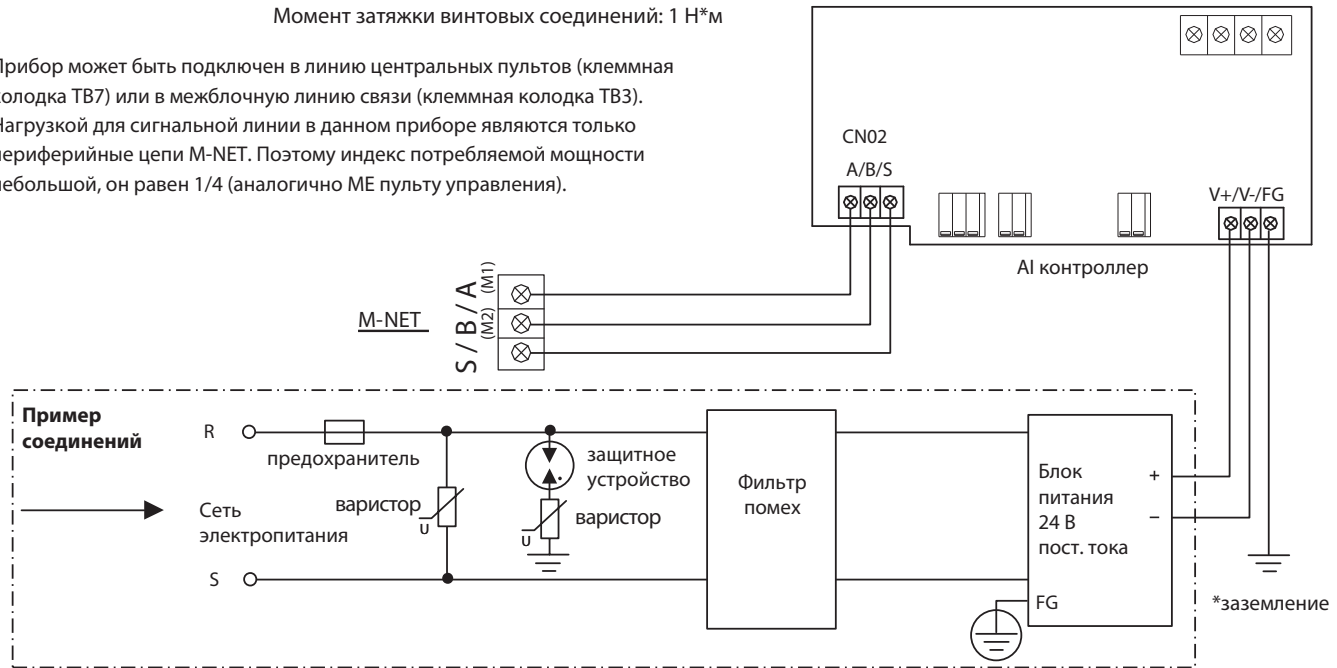 Момент затяжки винтовых соединений: 1 Н*м
Прибор может быть подключен в линию центральных пультов (клеммная
колодка TB7) или в межблочную линию связи (клеммная колодка TB3).
Нагрузкой для сигнальной линии в данном приборе являются только
периферийные цепи M-NET. Поэтому индекс потребляемой мощности
небольшой, он равен 1/4 (аналогично ME пульту управления).
CN02
A/B/S
V+/V-/FG
AI контроллер
M-NET
S / B / A
(M2)
(M1)
Пример
соединений
R
предохранитель
защитное
устройство
варистор
U
варистор
U
Сеть
электропитания
S
Фильтр
помех
Блок
питания
24 В
пост. тока
+
−
FG
*заземление